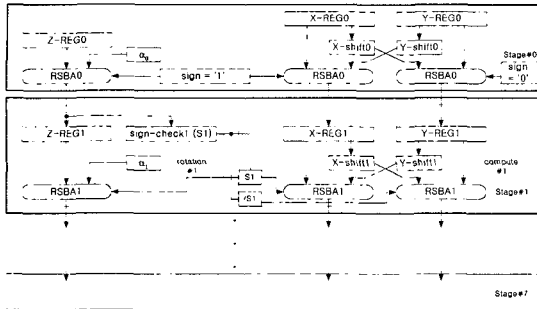 X-REG0 Y-REG0
Z-REG0
α0 X-shift0 Y-shift0
Stage#0
RSBA0 sign = '1' RSBA0 RSBA0 sign
= '0'
Z-REG1 sign-check1 (S1) X-REG1 Y-REG1
α1 rotation X-shift1 Y-shift1 compute
#1 #1
S1
RSBA1 RSBA1 RSBA1 Stage#1
/S1
Stage#7